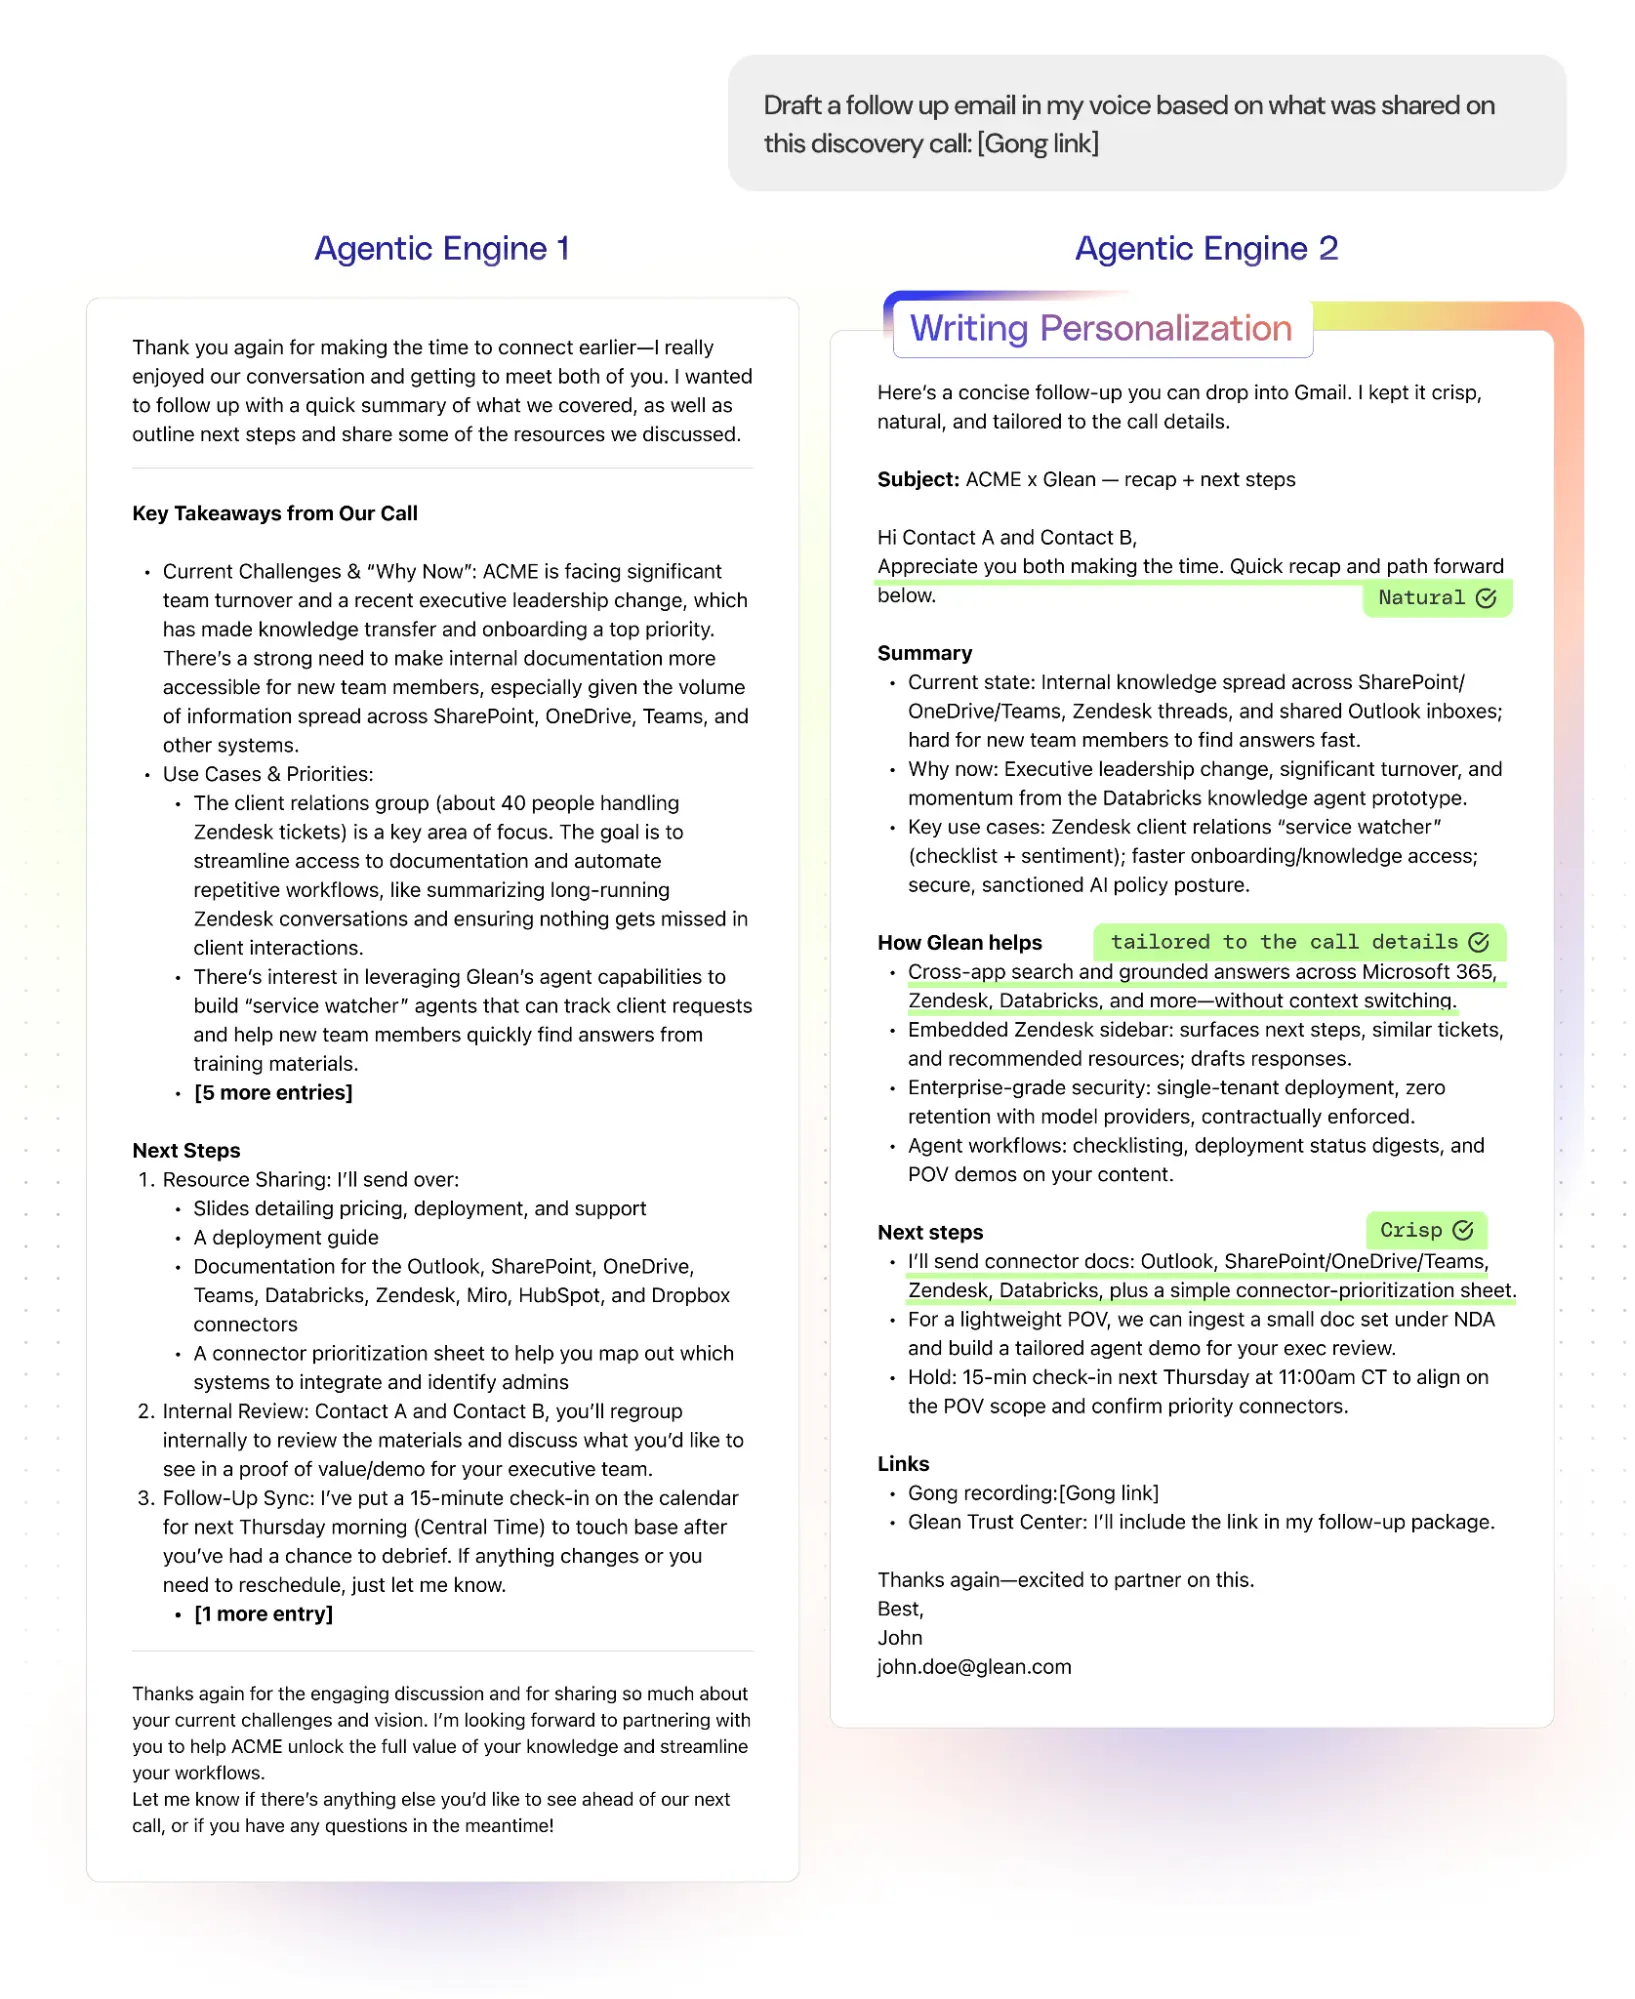 Draft a follow up email in my voice based on what was shared on
this discovery call: [Gong link]
Agentic Engine 1
Thank you again for making the time to connect earlier—I really
enjoyed our conversation and getting to meet both of you. I wanted
to follow up with a quick summary of what we covered, as well as
outline next steps and share some of the resources we discussed.
Key Takeaways from Our Call
• Current Challenges & “Why Now”: ACME is facing significant
team turnover and a recent executive leadership change, which
has made knowledge transfer and onboarding a top priority.
There’s a strong need to make internal documentation more
accessible for new team members, especially given the volume
of information spread across SharePoint, OneDrive, Teams, and
other systems.
• Use Cases & Priorities:
• The client relations group (about 40 people handling
Zendesk tickets) is a key area of focus. The goal is to
streamline access to documentation and automate
repetitive workflows, like summarizing long-running
Zendesk conversations and ensuring nothing gets missed in
client interactions.
• There’s interest in leveraging Glean’s agent capabilities to
build “service watcher” agents that can track client requests
and help new team members quickly find answers from
training materials.
• [5 more entries]
Next Steps
1. Resource Sharing: I’ll send over:
• Slides detailing pricing, deployment, and support
• A deployment guide
• Documentation for the Outlook, SharePoint, OneDrive,
Teams, Databricks, Zendesk, Miro, HubSpot, and Dropbox
connectors
• A connector prioritization sheet to help you map out which
systems to integrate and identify admins
2. Internal Review: Contact A and Contact B, you’ll regroup
internally to review the materials and discuss what you’d like to
see in a proof of value/demo for your executive team.
3. Follow-Up Sync: I’ve put a 15-minute check-in on the calendar
for next Thursday morning (Central Time) to touch base after
you’ve had a chance to debrief. If anything changes or you
need to reschedule, just let me know.
• [1 more entry]
Thanks again for the engaging discussion and for sharing so much about
your current challenges and vision. I’m looking forward to partnering with
you to help ACME unlock the full value of your knowledge and streamline
your workflows.
Let me know if there’s anything else you’d like to see ahead of our next
call, or if you have any questions in the meantime!
Agentic Engine 2
Writing Personalization
Here’s a concise follow-up you can drop into Gmail. I kept it crisp,
natural, and tailored to the call details.
Subject: ACME x Glean — recap + next steps
Hi Contact A and Contact B,
Appreciate you both making the time. Quick recap and path forward
below.
Natural
Summary
• Current state: Internal knowledge spread across SharePoint/
OneDrive/Teams, Zendesk threads, and shared Outlook inboxes;
hard for new team members to find answers fast.
• Why now: Executive leadership change, significant turnover, and
momentum from the Databricks knowledge agent prototype.
• Key use cases: Zendesk client relations “service watcher”
(checklist + sentiment); faster onboarding/knowledge access;
secure, sanctioned AI policy posture.
How Glean helps
tailored to the call details
• Cross-app search and grounded answers across Microsoft 365,
Zendesk, Databricks, and more—without context switching.
• Embedded Zendesk sidebar: surfaces next steps, similar tickets,
and recommended resources; drafts responses.
• Enterprise-grade security: single-tenant deployment, zero
retention with model providers, contractually enforced.
• Agent workflows: checklisting, deployment status digests, and
POV demos on your content.
Next steps
Crisp
• I’ll send connector docs: Outlook, SharePoint/OneDrive/Teams,
Zendesk, Databricks, plus a simple connector-prioritization sheet.
• For a lightweight POV, we can ingest a small doc set under NDA
and build a tailored agent demo for your exec review.
• Hold: 15-min check-in next Thursday at 11:00am CT to align on
the POV scope and confirm priority connectors.
Links
• Gong recording:[Gong link]
• Glean Trust Center: I’ll include the link in my follow-up package.
Thanks again—excited to partner on this.
Best,
John
john.doe@glean.com